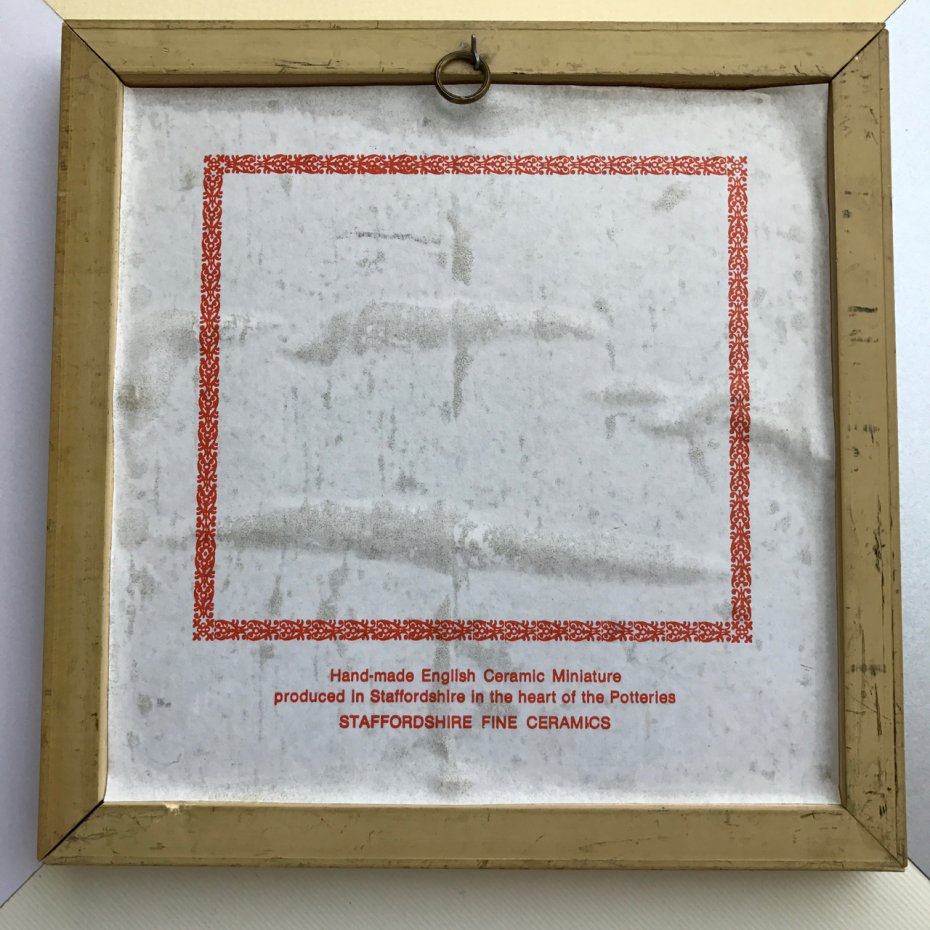 Hand-made English Ceramic Miniature
produced in Staffordshire in the heart of the Potteries
STAFFORDSHIRE FINE CERAMICS